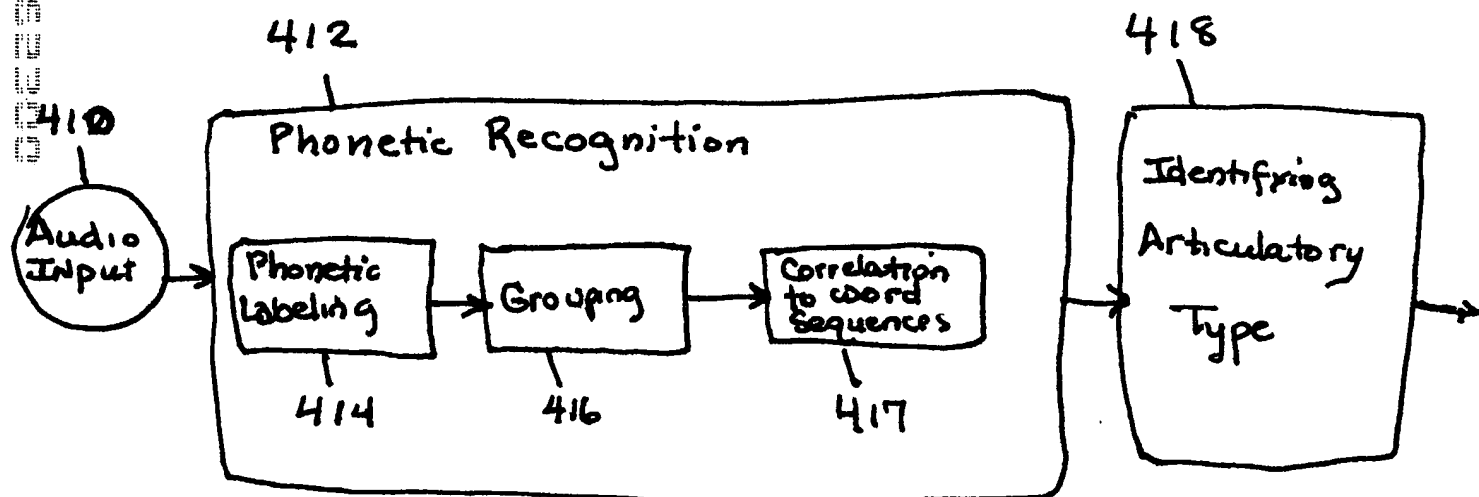 412
418
410
Phonetic Recognition
Identifying
Articulatory
Type
Audio
Input
Phonetic
Labeling
Grouping
Correlation
to word
Sequences
414
416
417